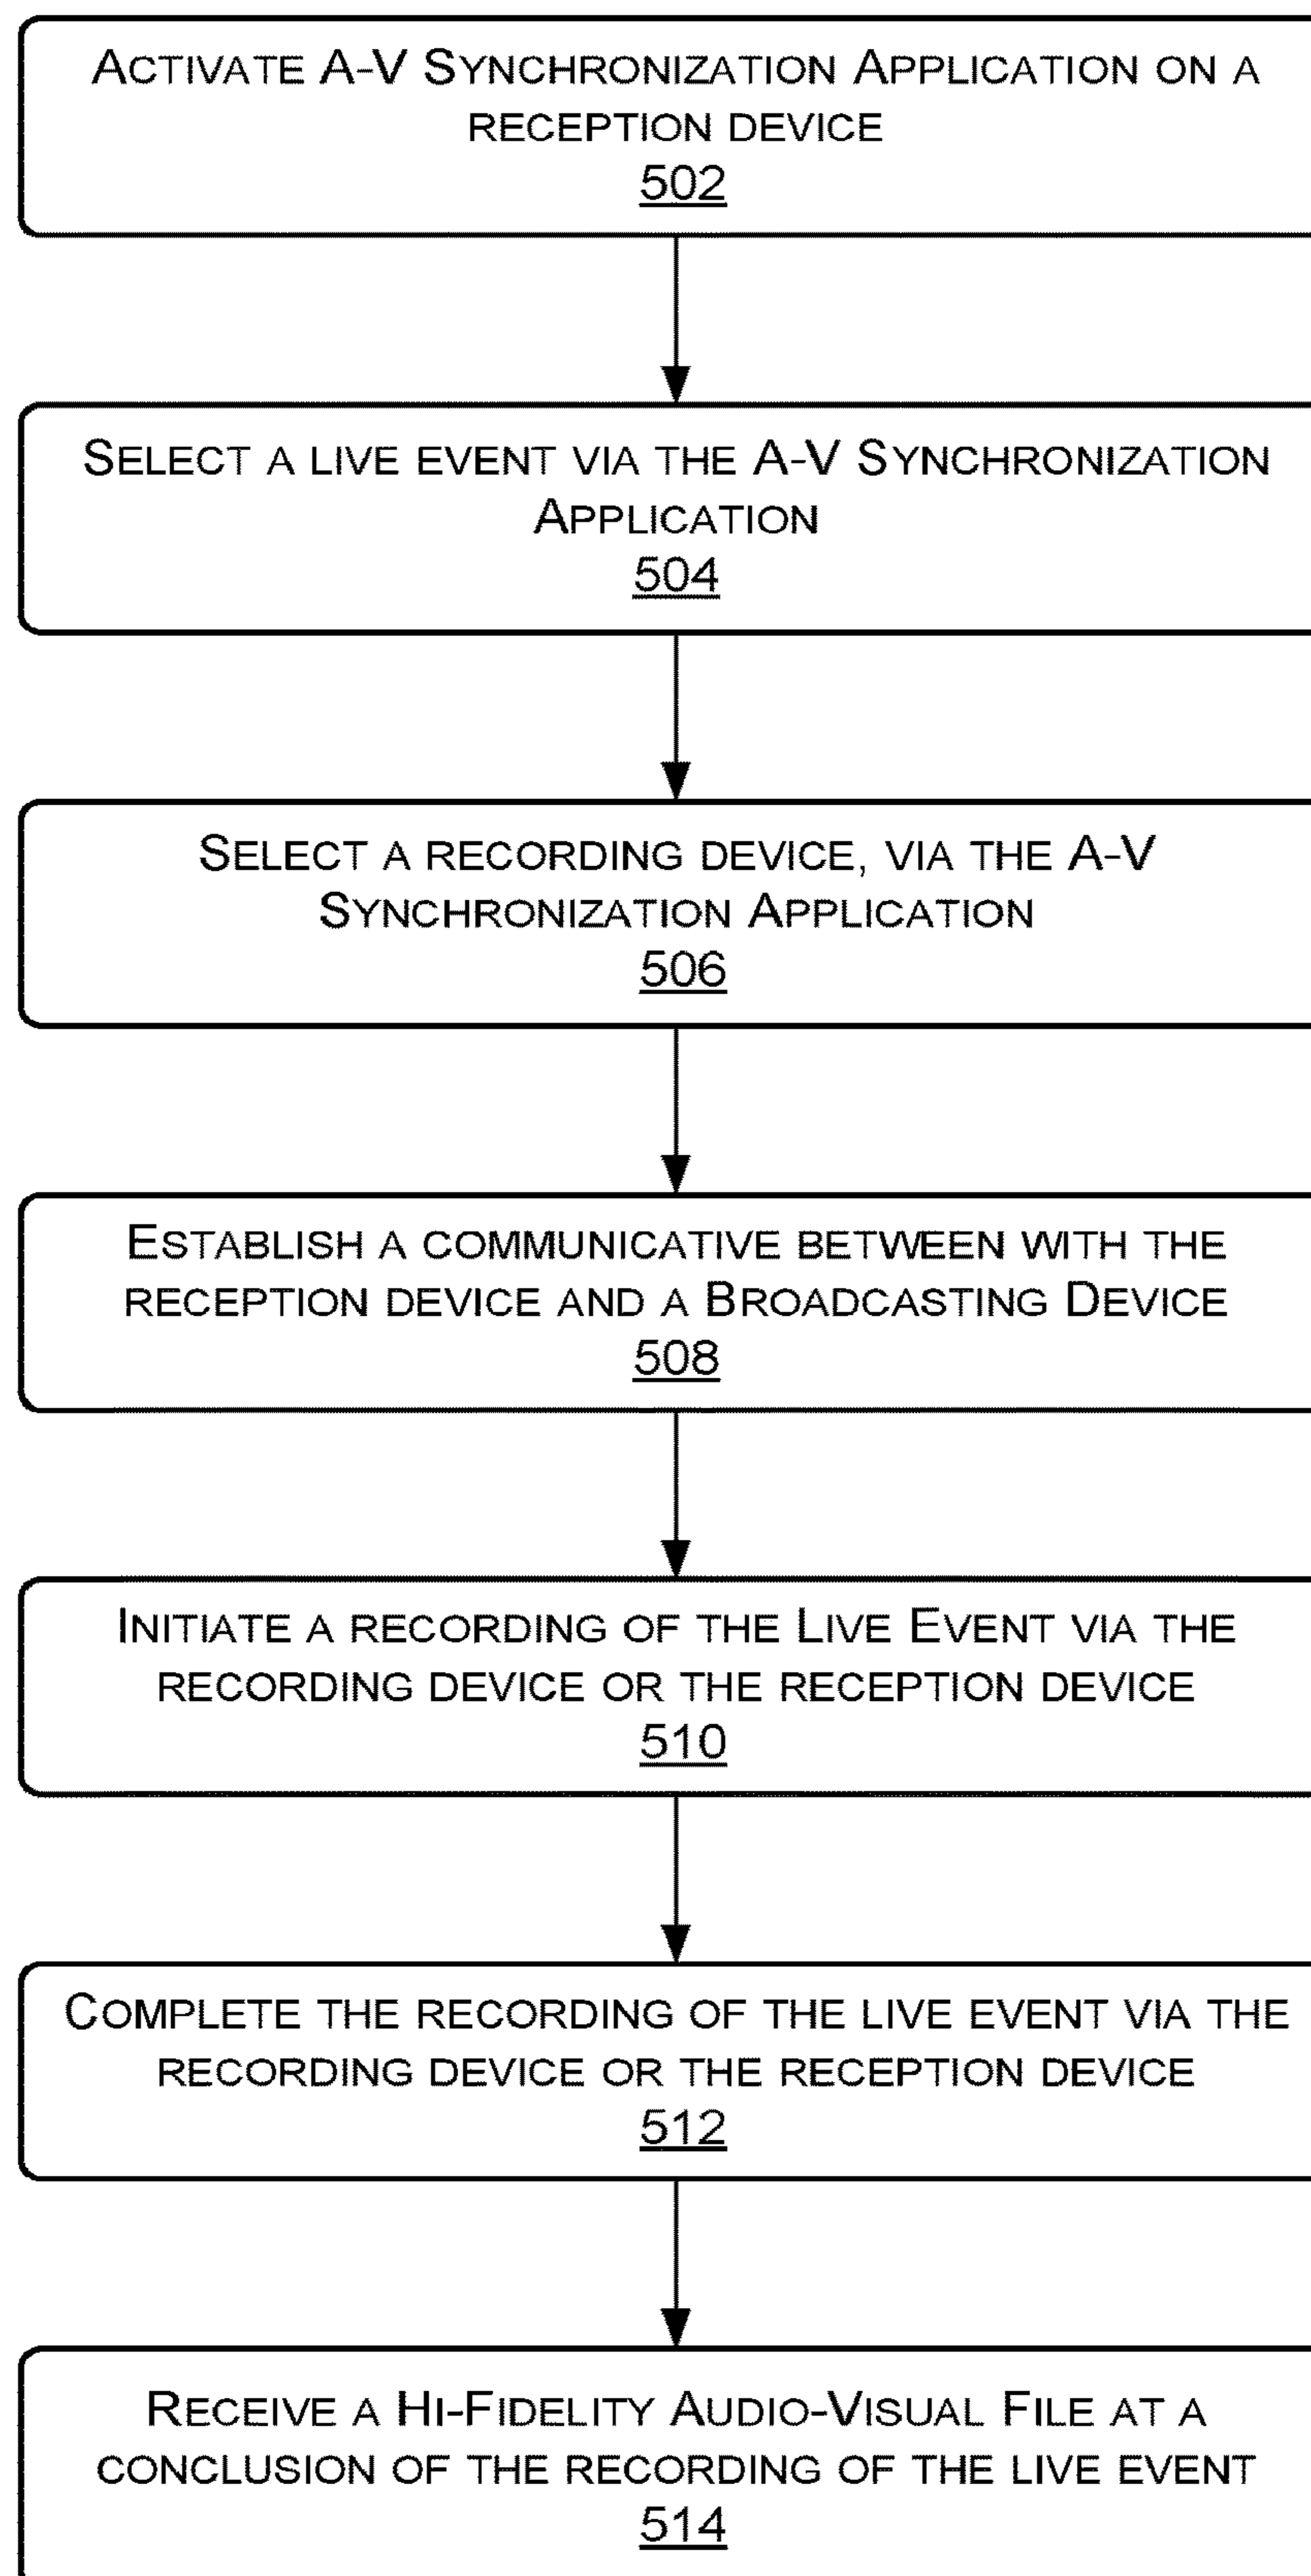 ACTIVATE A-V SYNCHRONIZATION APPLICATION ON A
RECEPTION DEVICE
502
SELECT A LIVE EVENT VIA THE A-V SYNCHRONIZATION
APPLICATION
504
SELECT A RECORDING DEVICE, VIA THE A-V
SYNCHRONIZATION APPLICATION
506
ESTABLISH A COMMUNICATIVE BETWEEN WITH THE
RECEPTION DEVICE AND A BROADCASTING DEVICE
508
INITIATE A RECORDING OF THE LIVE EVENT VIA THE
RECORDING DEVICE OR THE RECEPTION DEVICE
510
COMPLETE THE RECORDING OF THE LIVE EVENT VIA THE
RECORDING DEVICE OR THE RECEPTION DEVICE
512
RECEIVE A HI-FIDELITY AUDIO-VISUAL FILE AT A
CONCLUSION OF THE RECORDING OF THE LIVE EVENT
514